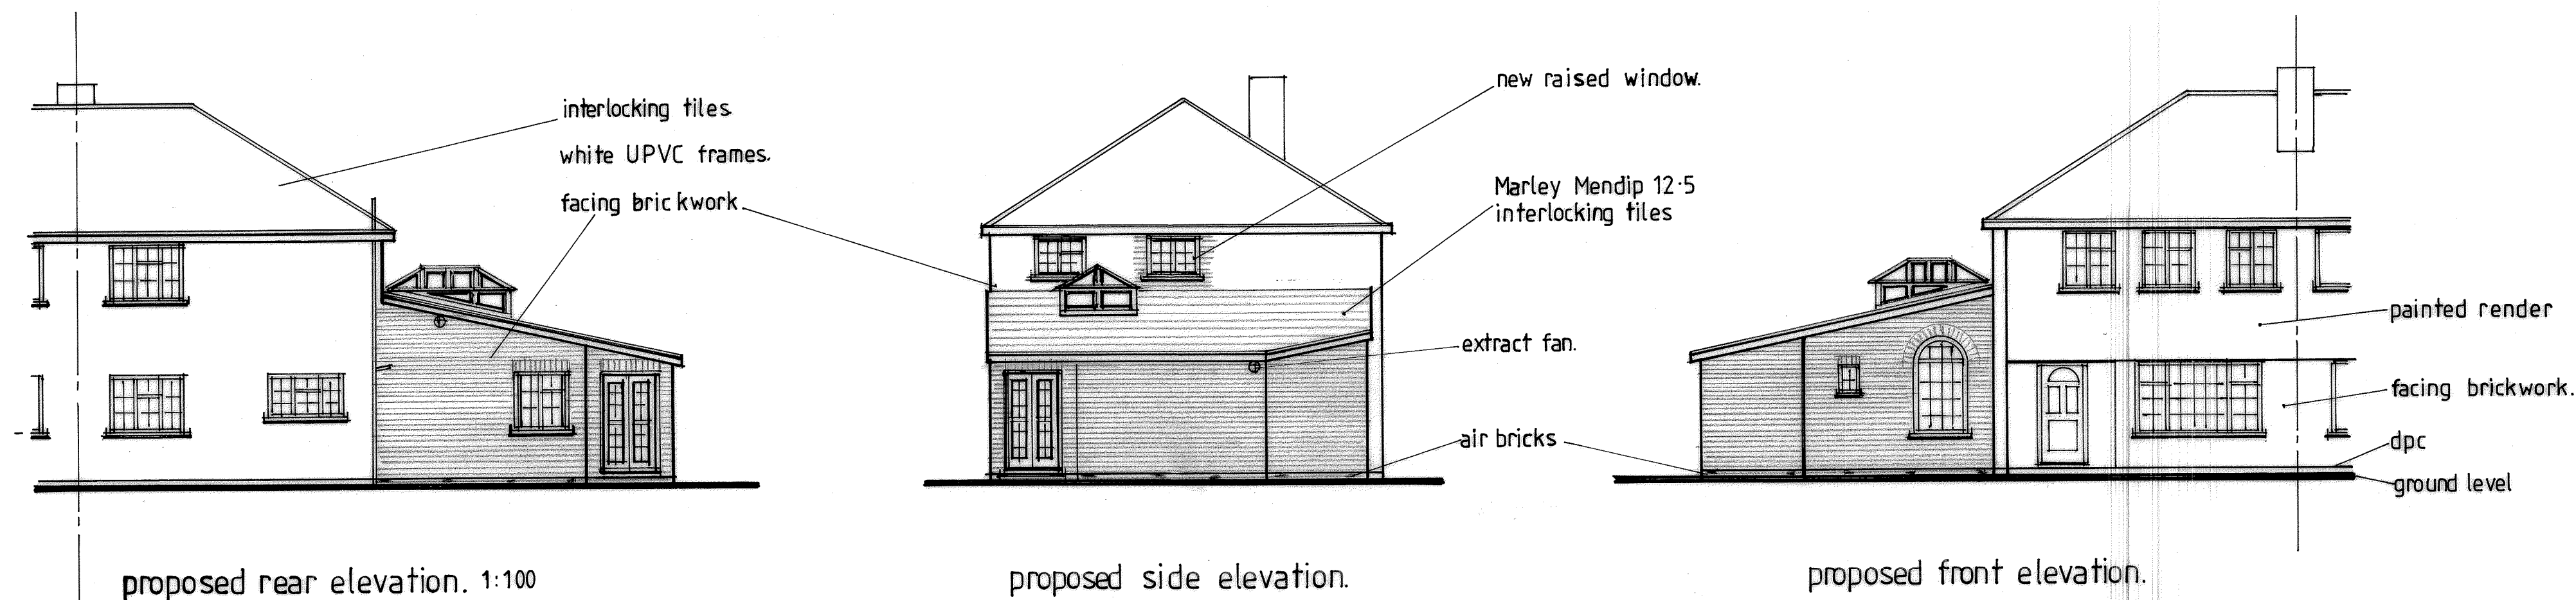 interlocking tiles
white UPVC frames.
facing brickwork.
proposed rear elevation. 1:100
new raised window.
Marley Mendip 12·5
interlocking tiles
extract fan.
air bricks
proposed side elevation.
painted render
facing brickwork.
dpc
ground level
proposed front elevation.